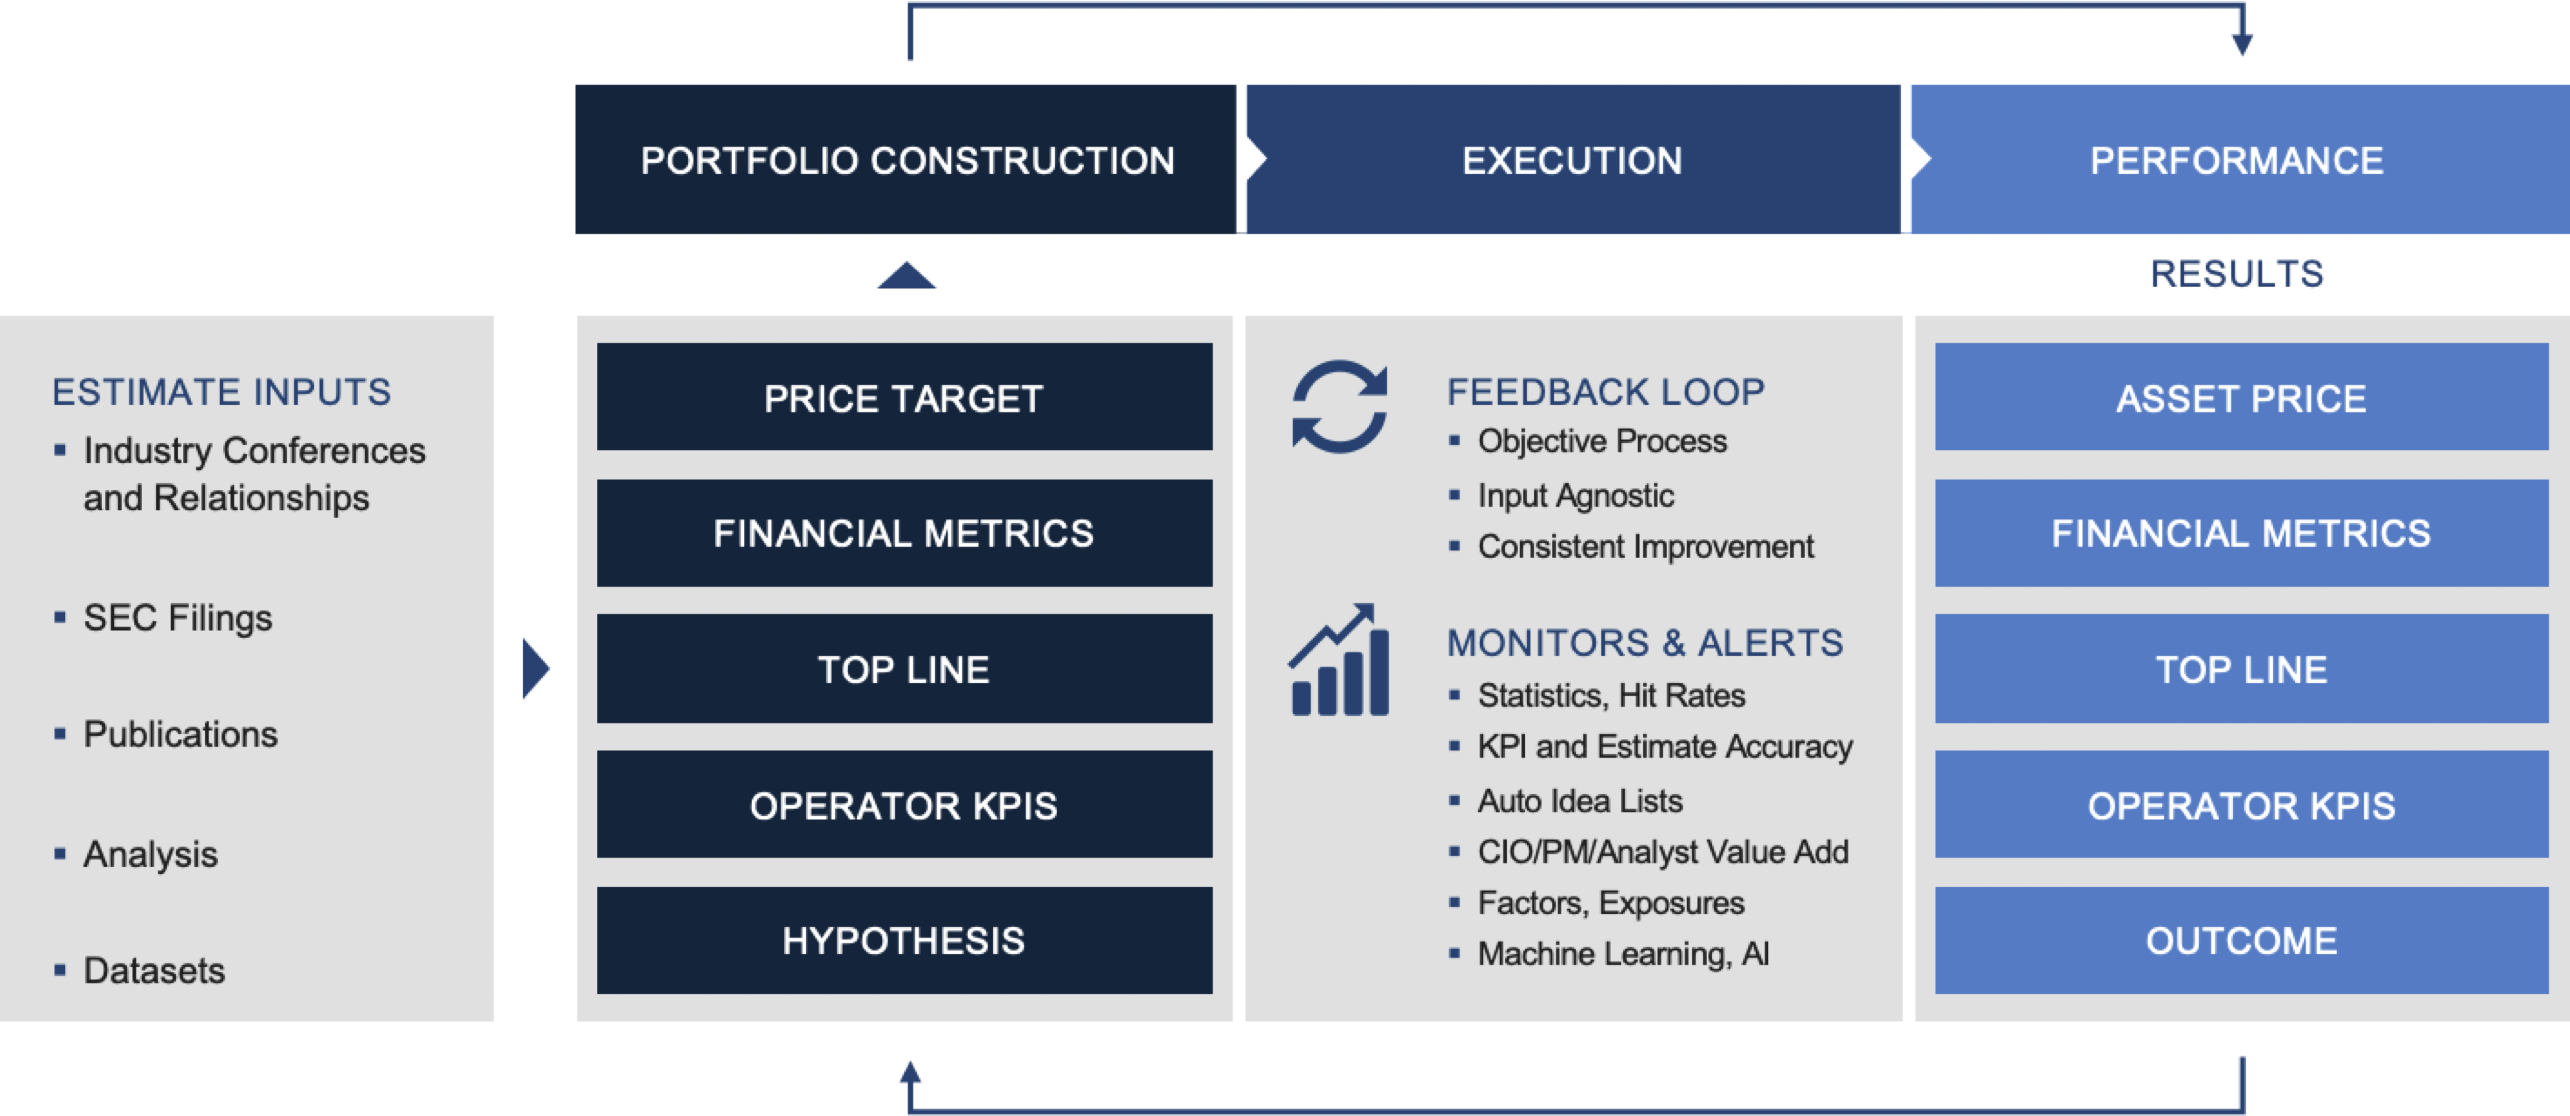 PORTFOLIO CONSTRUCTION
EXECUTION
PERFORMANCE
RESULTS
ESTIMATE INPUTS
▪ Industry Conferences
and Relationships
▪ SEC Filings
▪ Publications
▪ Analysis
▪ Datasets
PRICE TARGET
FINANCIAL METRICS
TOP LINE
OPERATOR KPIS
HYPOTHESIS
FEEDBACK LOOP
▪ Objective Process
▪ Input Agnostic
▪ Consistent Improvement
MONITORS & ALERTS
▪ Statistics, Hit Rates
▪ KPI and Estimate Accuracy
▪ Auto Idea Lists
▪ CIO/PM/Analyst Value Add
▪ Factors, Exposures
▪ Machine Learning, AI
ASSET PRICE
FINANCIAL METRICS
TOP LINE
OPERATOR KPIS
OUTCOME